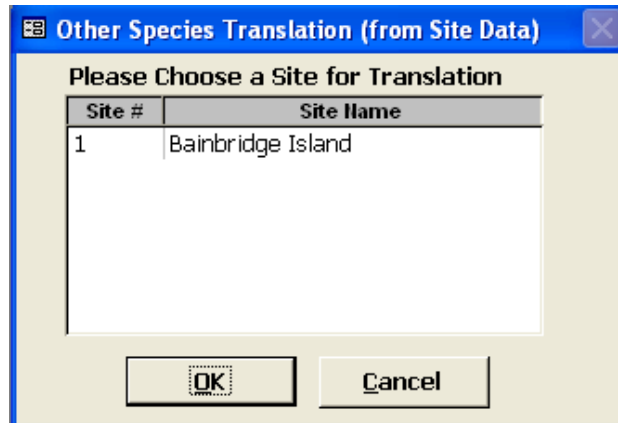 Other Species Translation (from Site Data)
Please Choose a Site for Translation
Site # Site Name
1 Bainbridge Island
OK Cancel